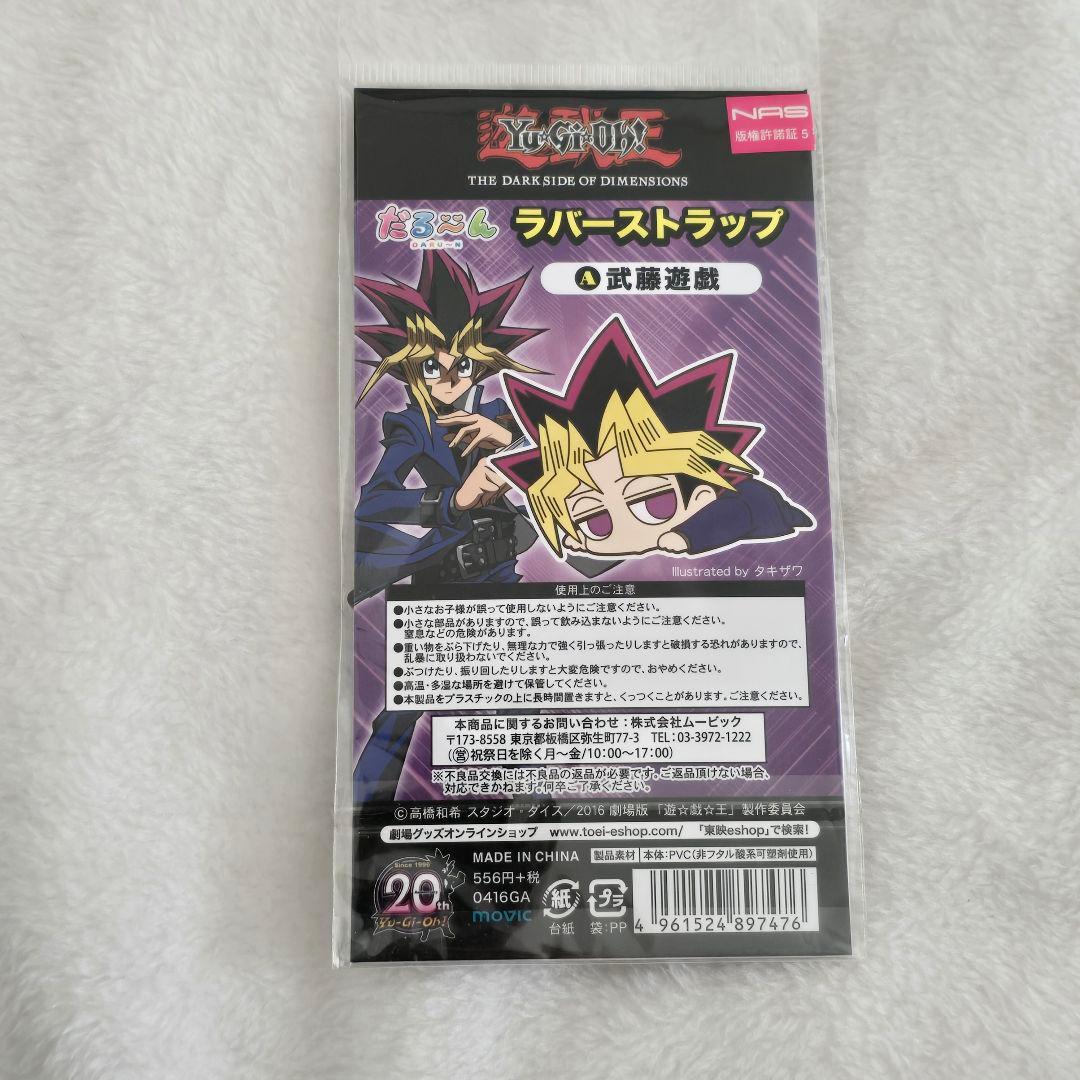 遊戯王
Yu-Gi-Oh!
THE DARK SIDE OF DIMENSIONS
NAS
版権許諾証 5
だる〜ん
DARU〜N
ラバーストラップ
A 武藤遊戯
Illustrated by タキザワ
使用上のご注意
●小さなお子様が誤って使用しないようにご注意ください。
●小さな部品がありますので、誤って飲み込まないようにご注意ください。
窒息などの危険があります。
●重い物をぶら下げたり、無理な力で強く引っ張ったりしますと破損する恐れがありますので、
乱暴に取り扱わないでください。
●ぶつけたり、振り回したりしますと大変危険ですので、おやめください。
●高温・多湿な場所を避けて保管してください。
●本製品をプラスチックの上に長時間置きますと、くっつくことがあります。ご注意ください。
本商品に関するお問い合わせ：株式会社ムービック
〒173-8558 東京都板橋区弥生町77-3 TEL：03-3972-1222
(営 祝祭日を除く月〜金/10:00〜17:00)
※不良品交換には不良品の返品が必要です。ご返品頂けない場合、
対応できかねます。何卒ご了承ください。
©高橋和希 スタジオ・ダイス／2016 劇場版「遊☆戯☆王」製作委員会
劇場グッズオンラインショップ www.toei-eshop.com/ 「東映eshop」で検索!
Since 1996
20th
Yu-Gi-Oh!
MADE IN CHINA
556円+税
0416GA
movic
製品素材 本体：PVC（非フタル酸系可塑剤使用）
紙
台紙
プラ
袋：PP
4 961524 897476